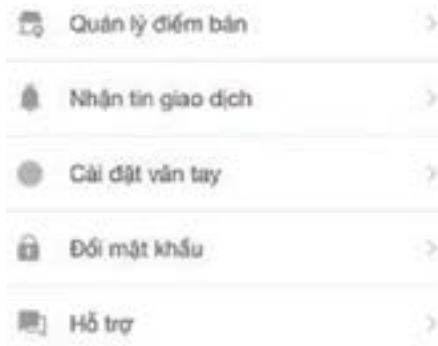 Quản lý điểm bán
Nhận tin giao dịch
Cài đặt vân tay
Đổi mật khẩu
Hỗ trợ